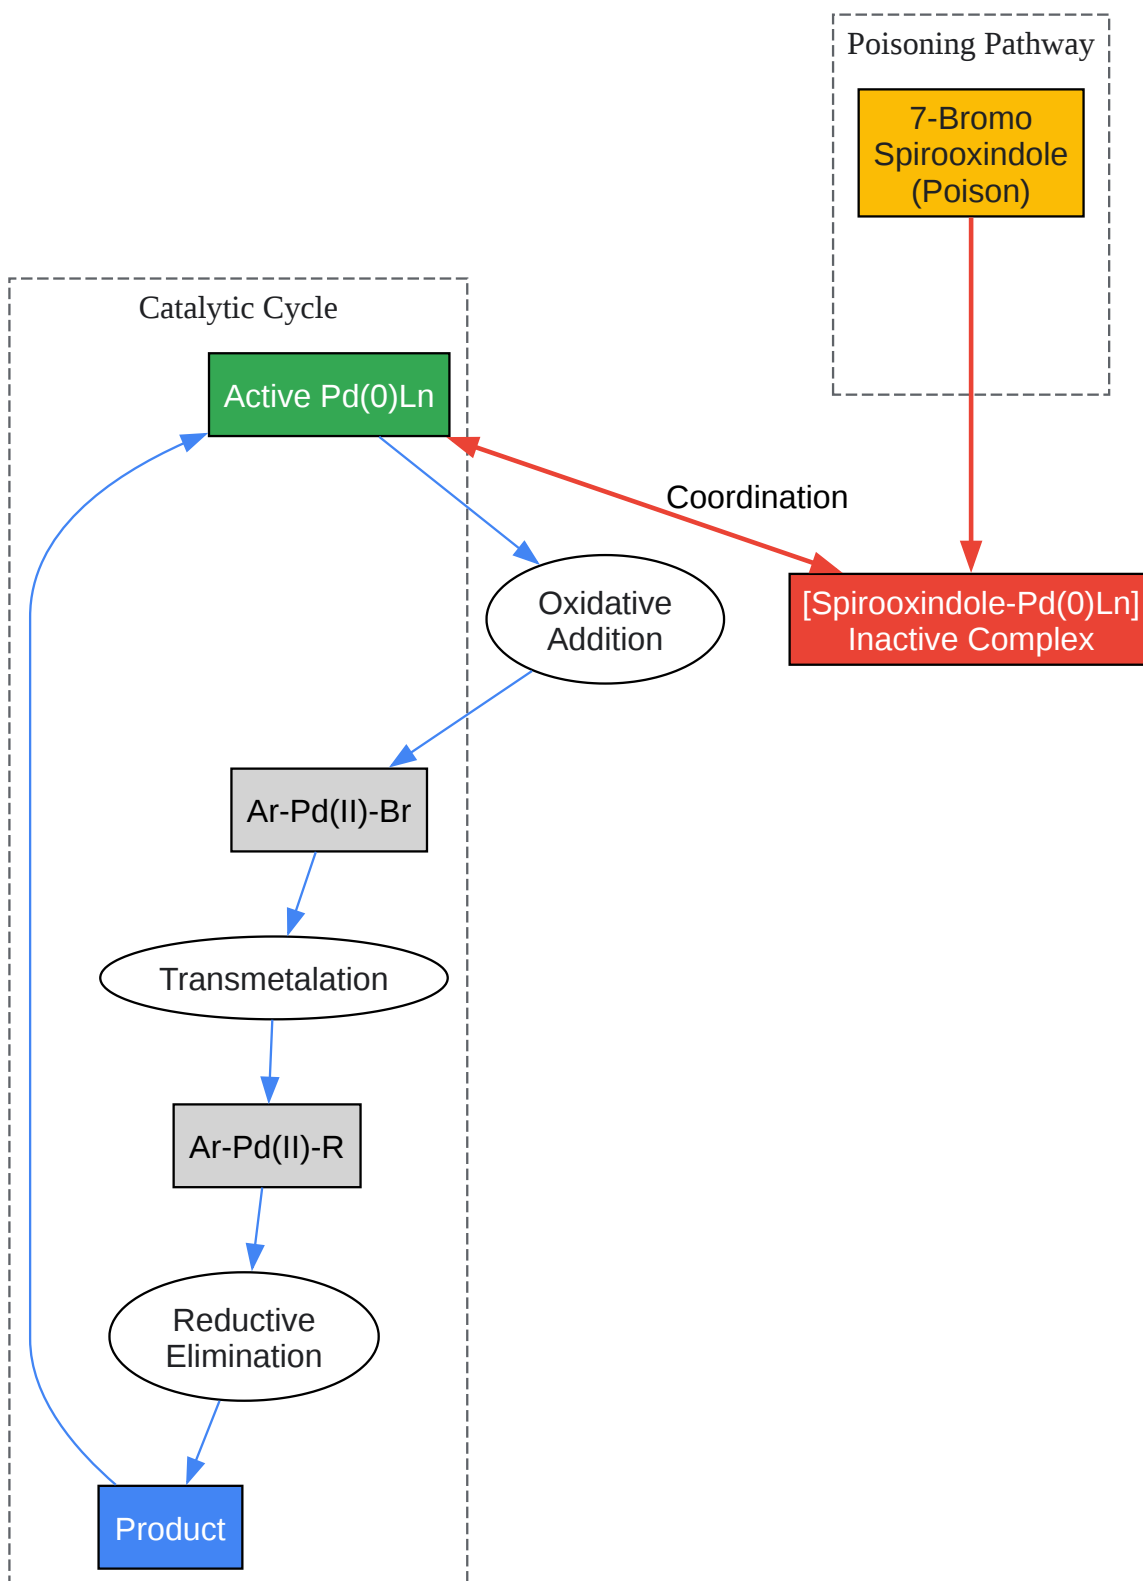 Poisoning Pathway
7-Bromo
Spirooxindole
(Poison)
Catalytic Cycle
Active Pd(0)Ln
Coordination
Oxidative
Addition
[Spirooxindole-Pd(0)Ln]
Inactive Complex
Ar-Pd(II)-Br
Transmetalation
Ar-Pd(II)-R
Reductive
Elimination
Product